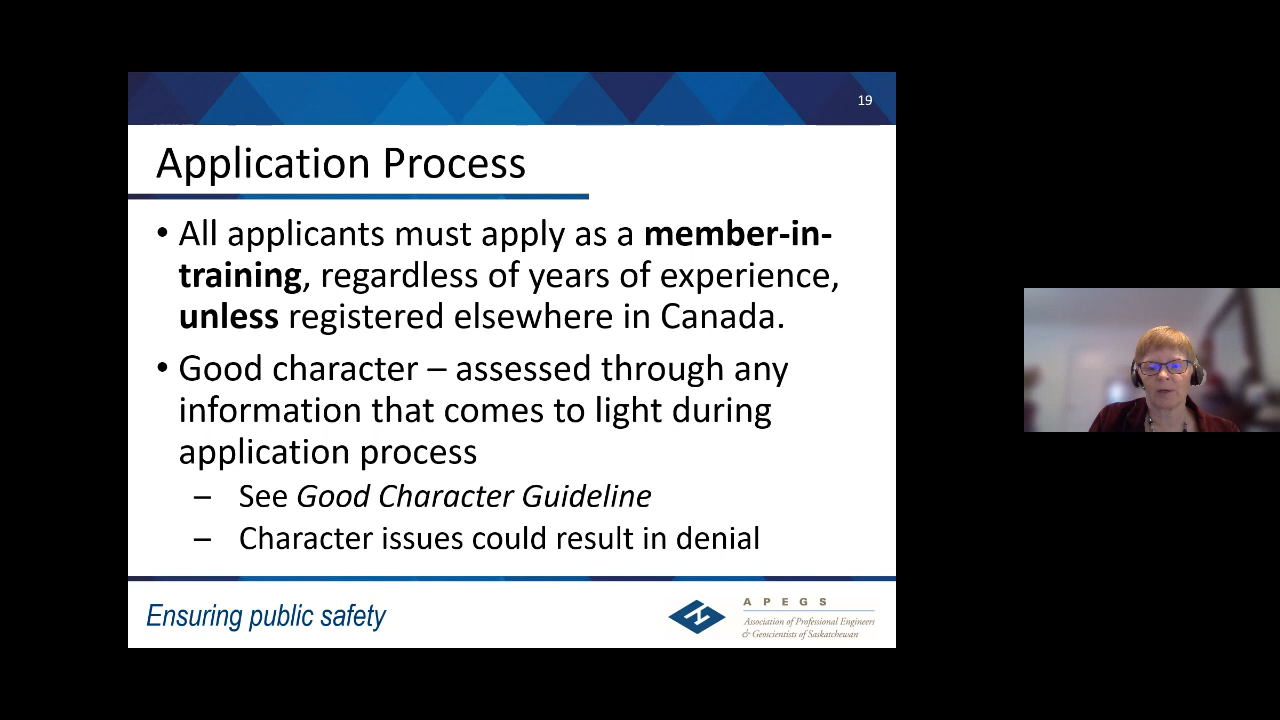 19
Application Process
• All applicants must apply as a member-in-
training, regardless of years of experience,
unless registered elsewhere in Canada.
• Good character – assessed through any
information that comes to light during
application process
– See Good Character Guideline
– Character issues could result in denial
Ensuring public safety
A P E G S
Association of Professional Engineers
& Geoscientists of Saskatchewan